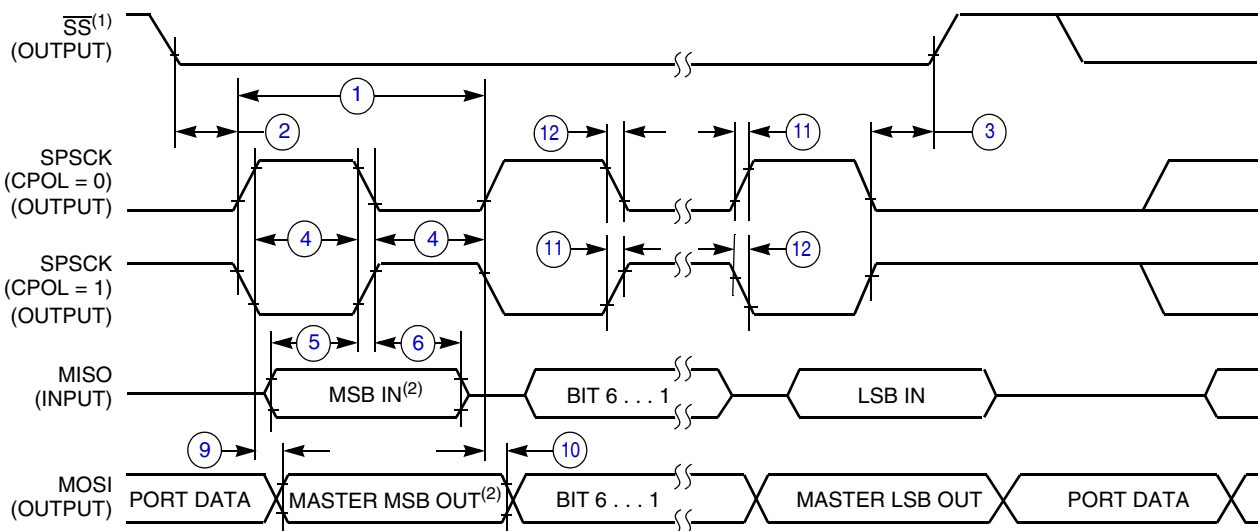 SS(1)
(OUTPUT)
1
2
12
11
3
SPSCK
(CPOL = 0)
(OUTPUT)
4
4
11
12
SPSCK
(CPOL = 1)
(OUTPUT)
5
6
MISO
(INPUT)
MSB IN(2)
BIT 6 . . . 1
LSB IN
9
10
MOSI
(OUTPUT)
PORT DATA
MASTER MSB OUT(2)
BIT 6 . . . 1
MASTER LSB OUT
PORT DATA